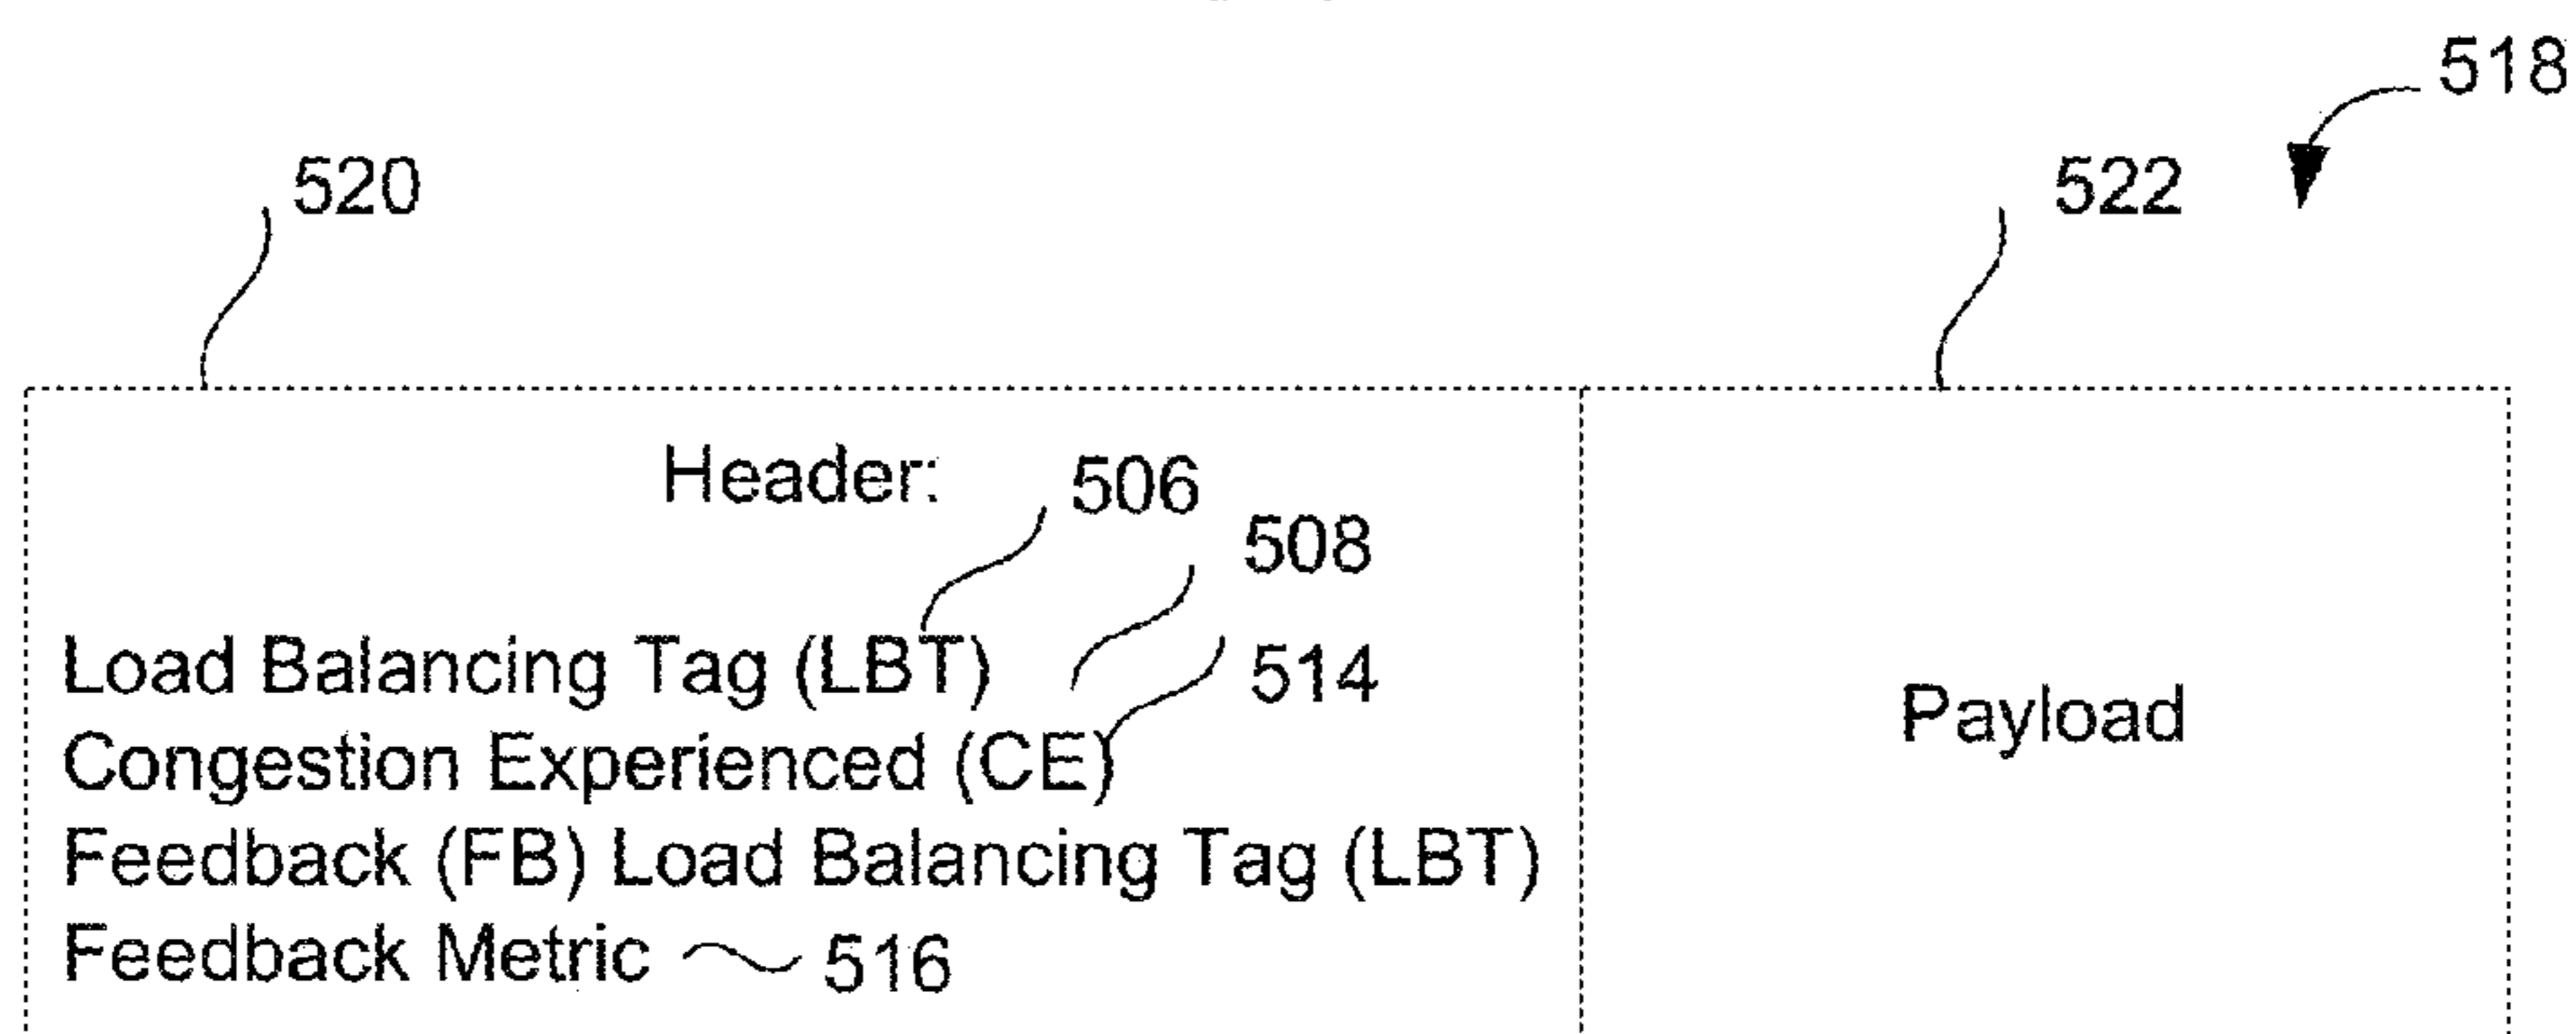 518
520
522
Header:
506
508
Load Balancing Tag (LBT)
514
Congestion Experienced (CE)
Payload
Feedback (FB) Load Balancing Tag (LBT)
Feedback Metric 516